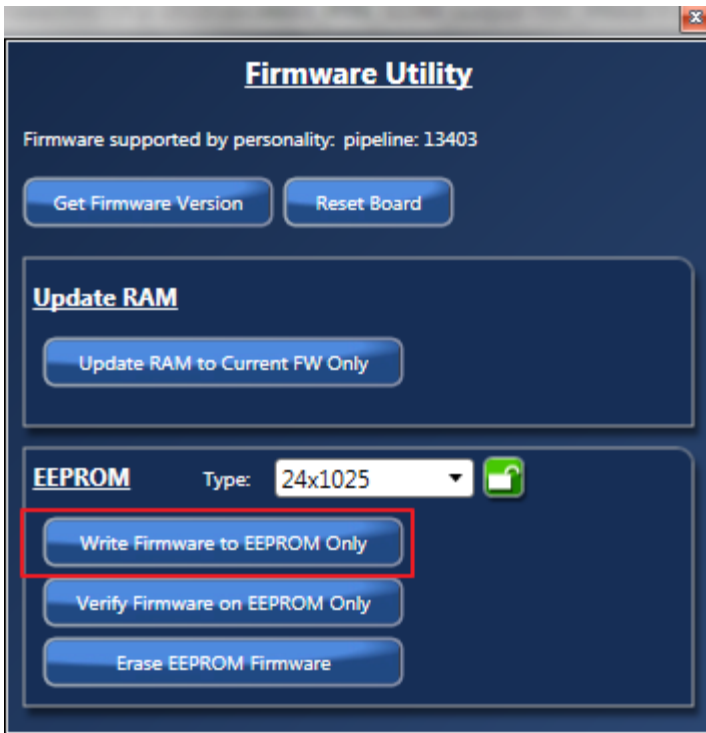 Firmware Utility
Firmware supported by personality: pipeline: 13403
Get Firmware Version Reset Board
Update RAM
Update RAM to Current FW Only
EEPROM Type: 24x1025
Write Firmware to EEPROM Only
Verify Firmware on EEPROM Only
Erase EEPROM Firmware